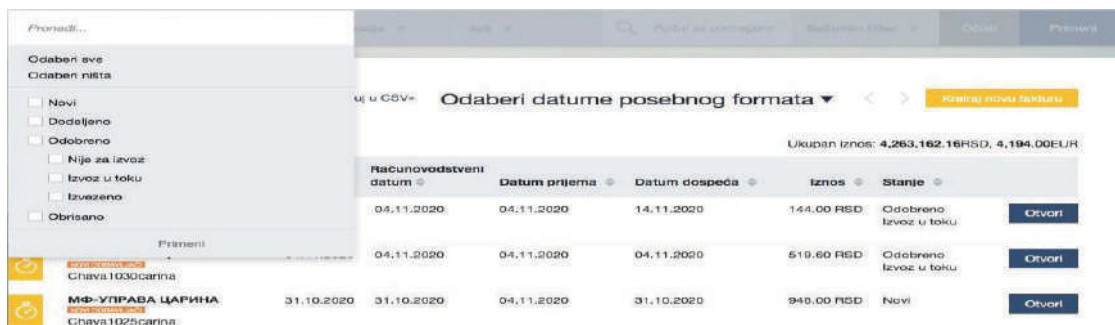 Pronađi...
Odaberi sve
Odaberi ništa
Novi
Dodeljeno
Odobreno
Nije za izvoz
Izvoz u toku
Izvezeno
Obrisano
Primeni
Primeni
uj u CSV»
Odaberi datume posebnog formata
Kreiraj novu fakturu
Ukupan iznos: 4,263,162.16RSD, 4,194.00EUR
Računovodstveni datum
Datum prijema
Datum dospeća
Iznos
Stanje
04.11.2020 04.11.2020 14.11.2020 144.00 RSD Odobreno Otvori
Izvoz u toku
04.11.2020 04.11.2020 04.11.2020 519.60 RSD Odobreno Otvori
Izvoz u toku
Chava1030carina
МФ-УПРАВА ЦАРИНА 31.10.2020 31.10.2020 04.11.2020 31.10.2020 948.00 RSD Novi Otvori
Chava1025carina